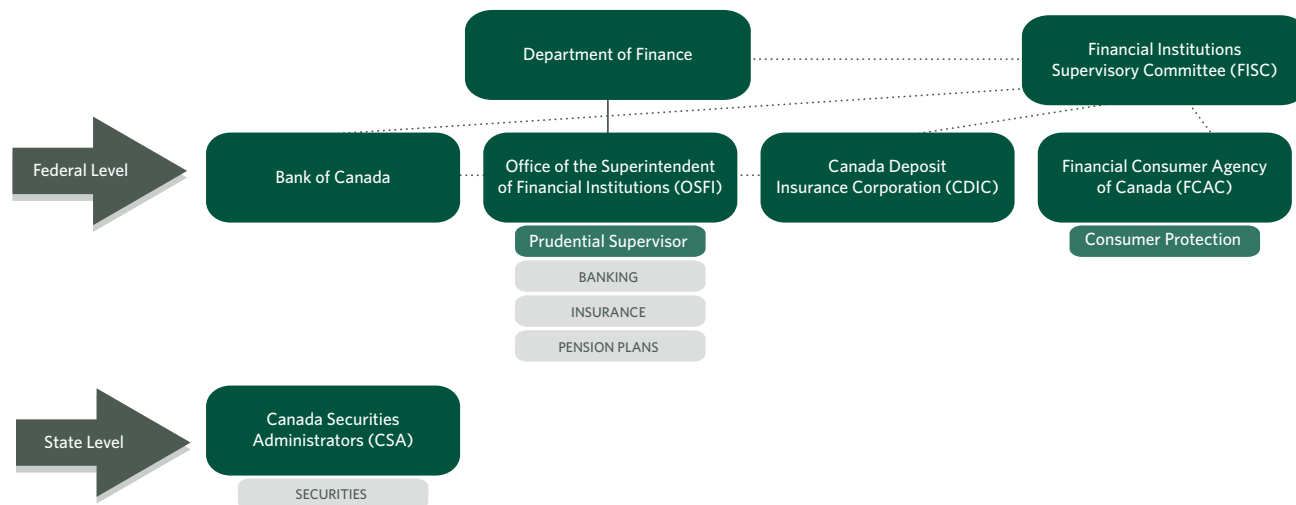 Department of Finance
Financial Institutions
Supervisory Committee (FISC)
Federal Level
Bank of Canada
Office of the Superintendent
of Financial Institutions (OSFI)
Canada Deposit
Insurance Corporation (CDIC)
Financial Consumer Agency
of Canada (FCAC)
Prudential Supervisor
Consumer Protection
BANKING
INSURANCE
PENSION PLANS
State Level
Canada Securities
Administrators (CSA)
SECURITIES